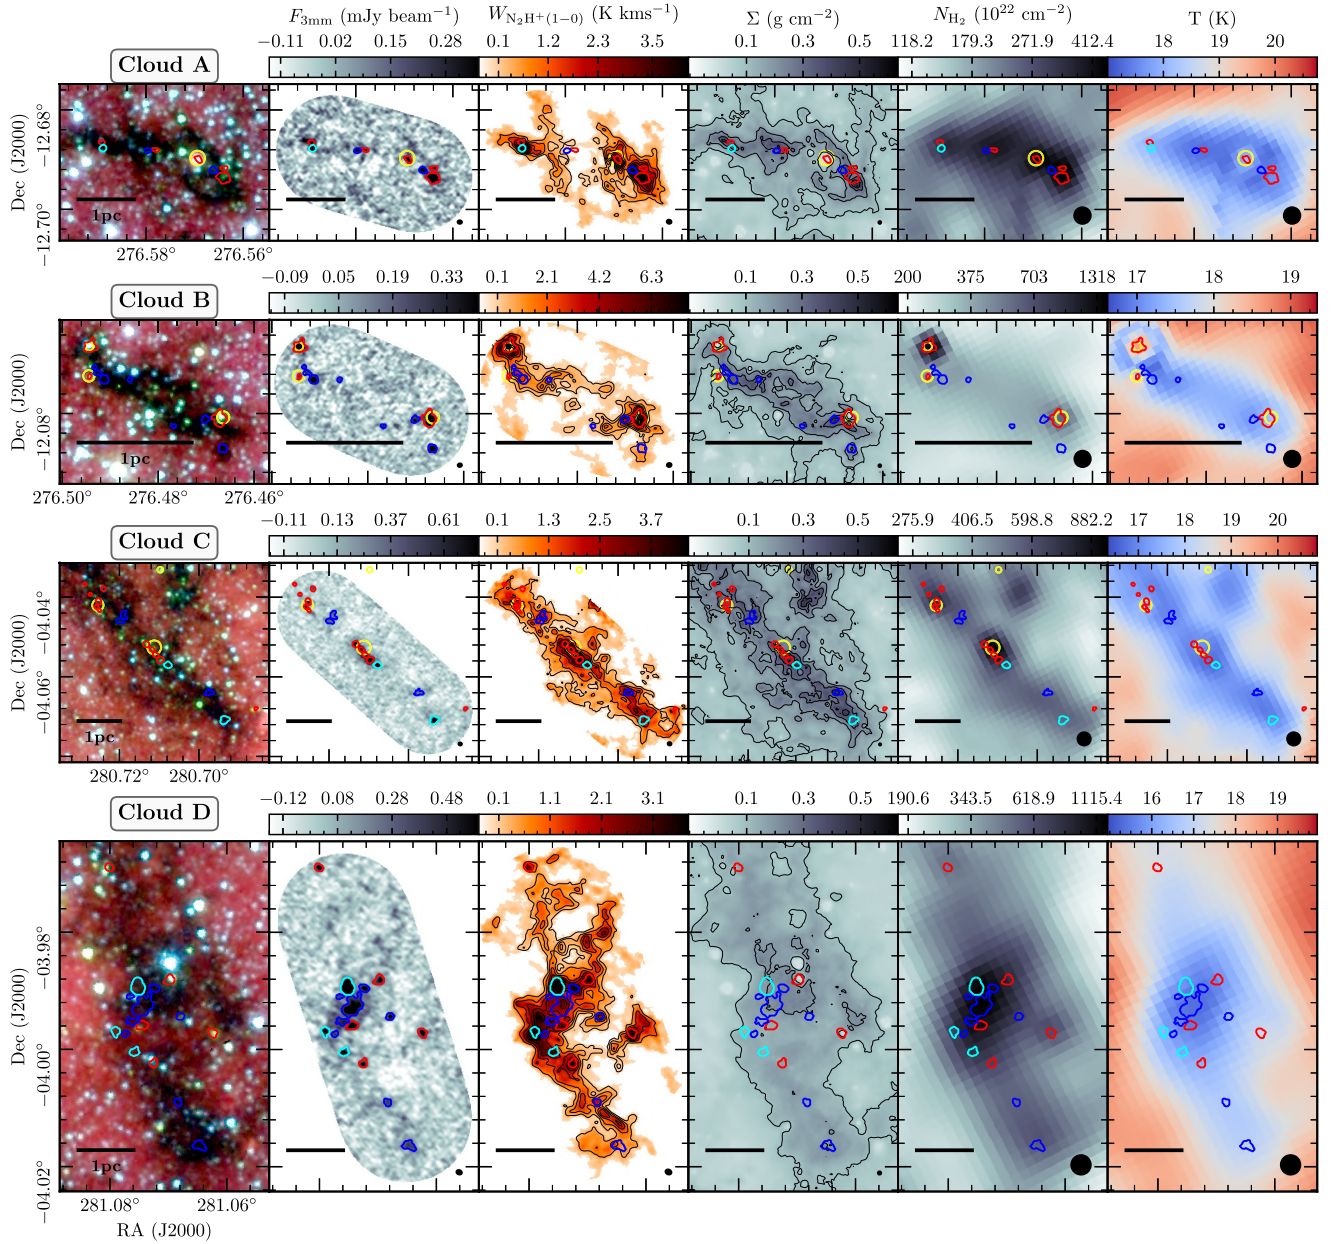 F3mm (mJy beam−1) WN2H+(1−0) (K kms−1) Σ (g cm−2) NH2 (10²² cm−2) T (K)
−0.11 0.02 0.15 0.28 0.1 1.2 2.3 3.5 0.1 0.3 0.5 118.2 179.3 271.9 412.4 18 19 20
Cloud A
Dec (J2000)
−12.68
−12.70
1pc
276.58° 276.56°
−0.09 0.05 0.19 0.33 0.1 2.1 4.2 6.3 0.1 0.3 0.5 200 375 703 1318 17 18 19
Cloud B
Dec (J2000)
−12.08
1pc
276.50° 276.48° 276.46°
−0.11 0.13 0.37 0.61 0.1 1.3 2.5 3.7 0.1 0.3 0.5 275.9 406.5 598.8 882.2 17 18 19 20
Cloud C
Dec (J2000)
−04.04°
−04.06°
1pc
280.72° 280.70°
−0.12 0.08 0.28 0.48 0.1 1.1 2.1 3.1 0.1 0.3 0.5 190.6 343.5 618.9 1115.4 16 17 18 19
Cloud D
Dec (J2000)
−03.98°
−04.00°
−04.02°
1pc
281.08° 281.06°
RA (J2000)